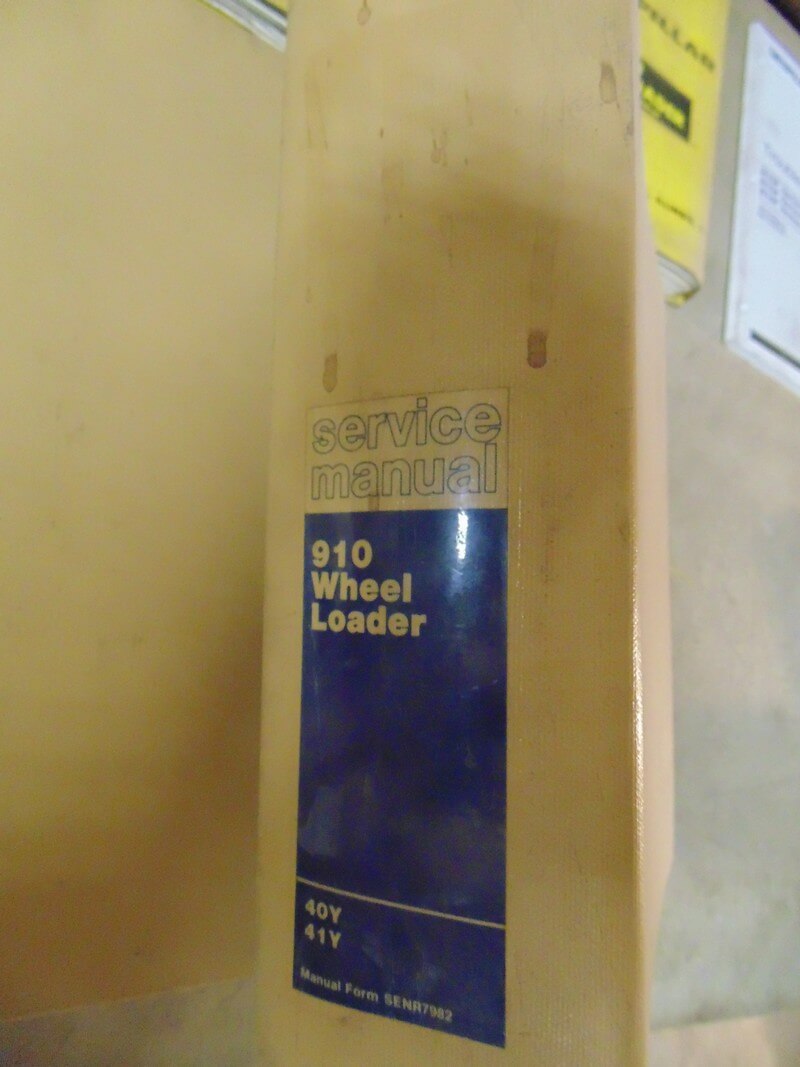 service
manual
910
Wheel
Loader
40Y
41Y
Manual Form SENR7982